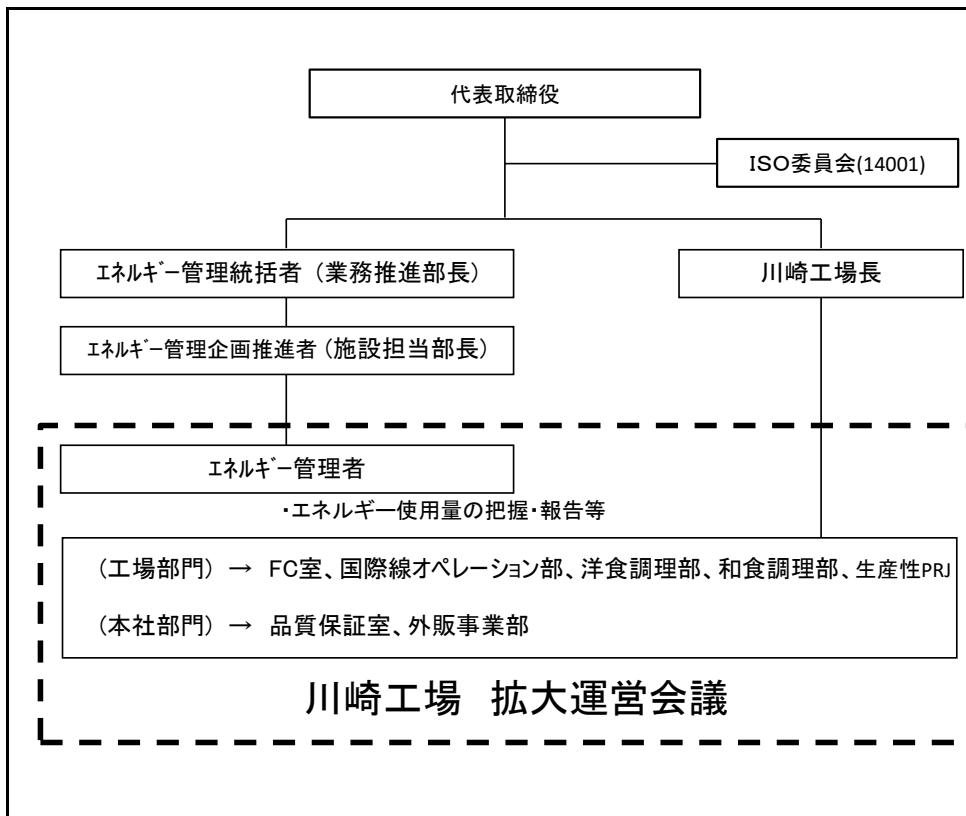 代表取締役
ISO委員会(14001)
ｴﾈﾙｷﾞｰ管理統括者（業務推進部長）
川崎工場長
ｴﾈﾙｷﾞｰ管理企画推進者（施設担当部長）
ｴﾈﾙｷﾞｰ管理者
・エネルギー使用量の把握・報告等
（工場部門） → FC室、国際線オペレーション部、洋食調理部、和食調理部、生産性PRJ
（本社部門） → 品質保証室、外販事業部
川崎工場　拡大運営会議